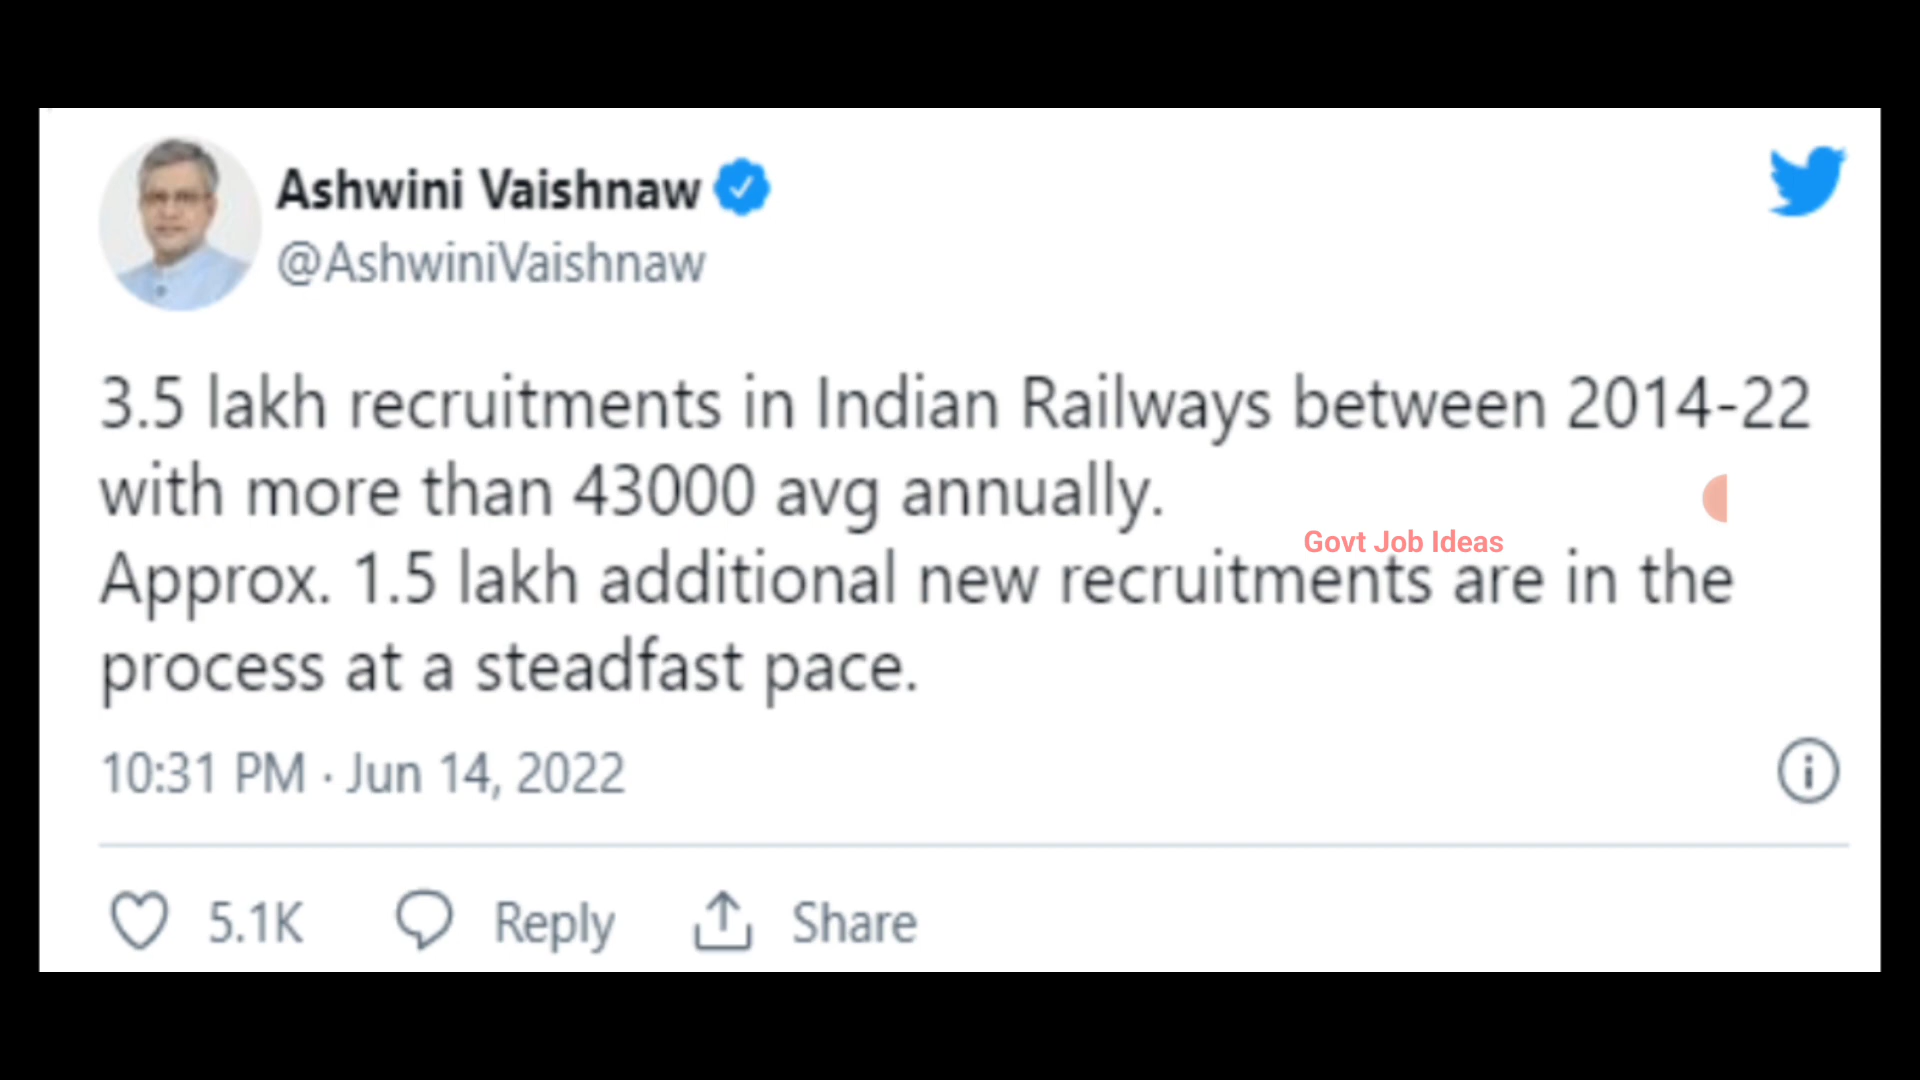 Ashwini Vaishnaw
@AshwiniVaishnaw
3.5 lakh recruitments in Indian Railways between 2014-22
with more than 43000 avg annually.
Govt Job Ideas
Approx. 1.5 lakh additional new recruitments are in the
process at a steadfast pace.
10:31 PM · Jun 14, 2022
5.1K Reply Share